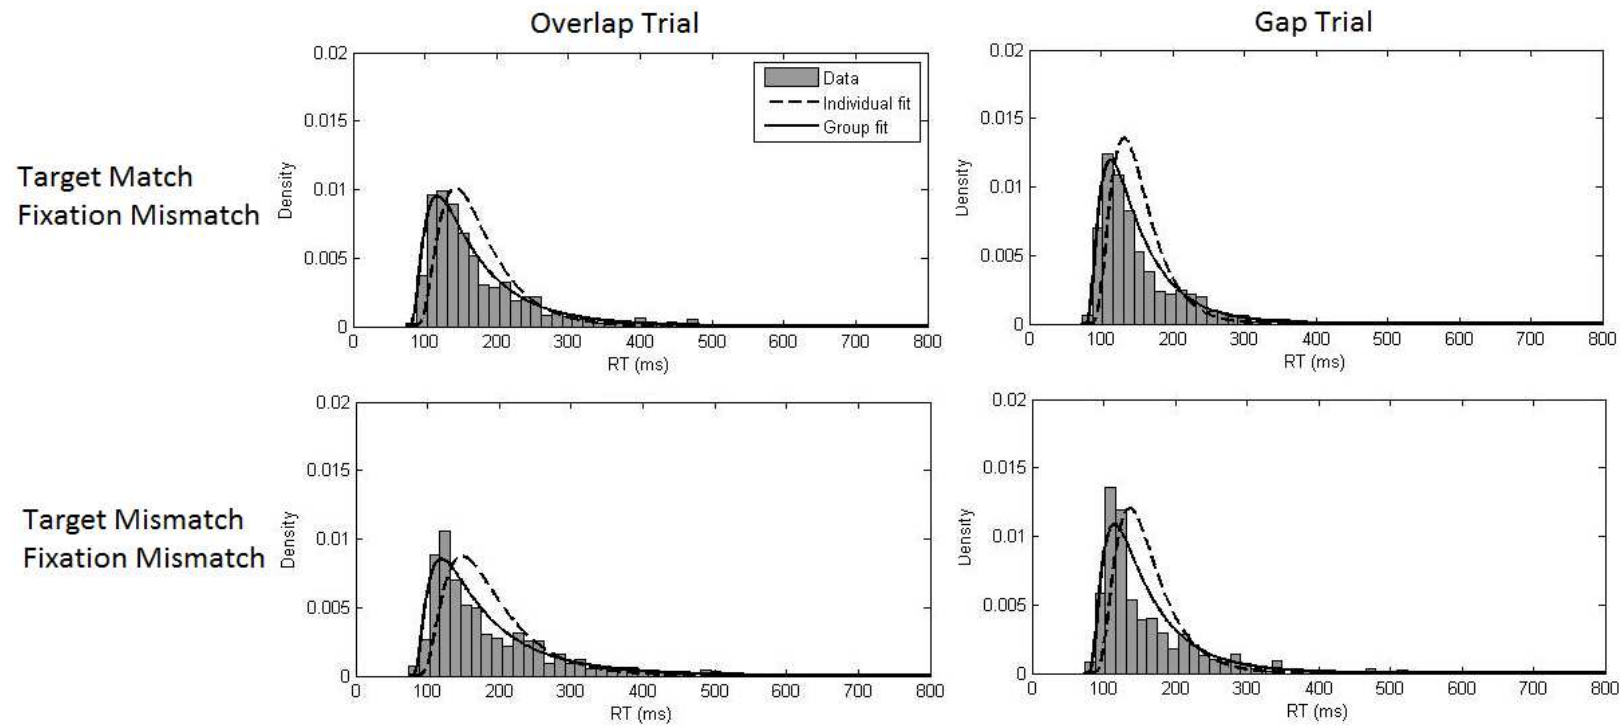 Overlap Trial
Gap Trial
Target Match
Fixation Mismatch
Density
0.02
0.015
0.01
0.005
0
Data
Individual fit
Group fit
0 100 200 300 400 500 600 700 800
RT (ms)
Density
0.02
0.015
0.01
0.005
0
0 100 200 300 400 500 600 700 800
RT (ms)
Target Mismatch
Fixation Mismatch
Density
0.02
0.015
0.01
0.005
0
0 100 200 300 400 500 600 700 800
RT (ms)
Density
0.02
0.015
0.01
0.005
0
0 100 200 300 400 500 600 700 800
RT (ms)